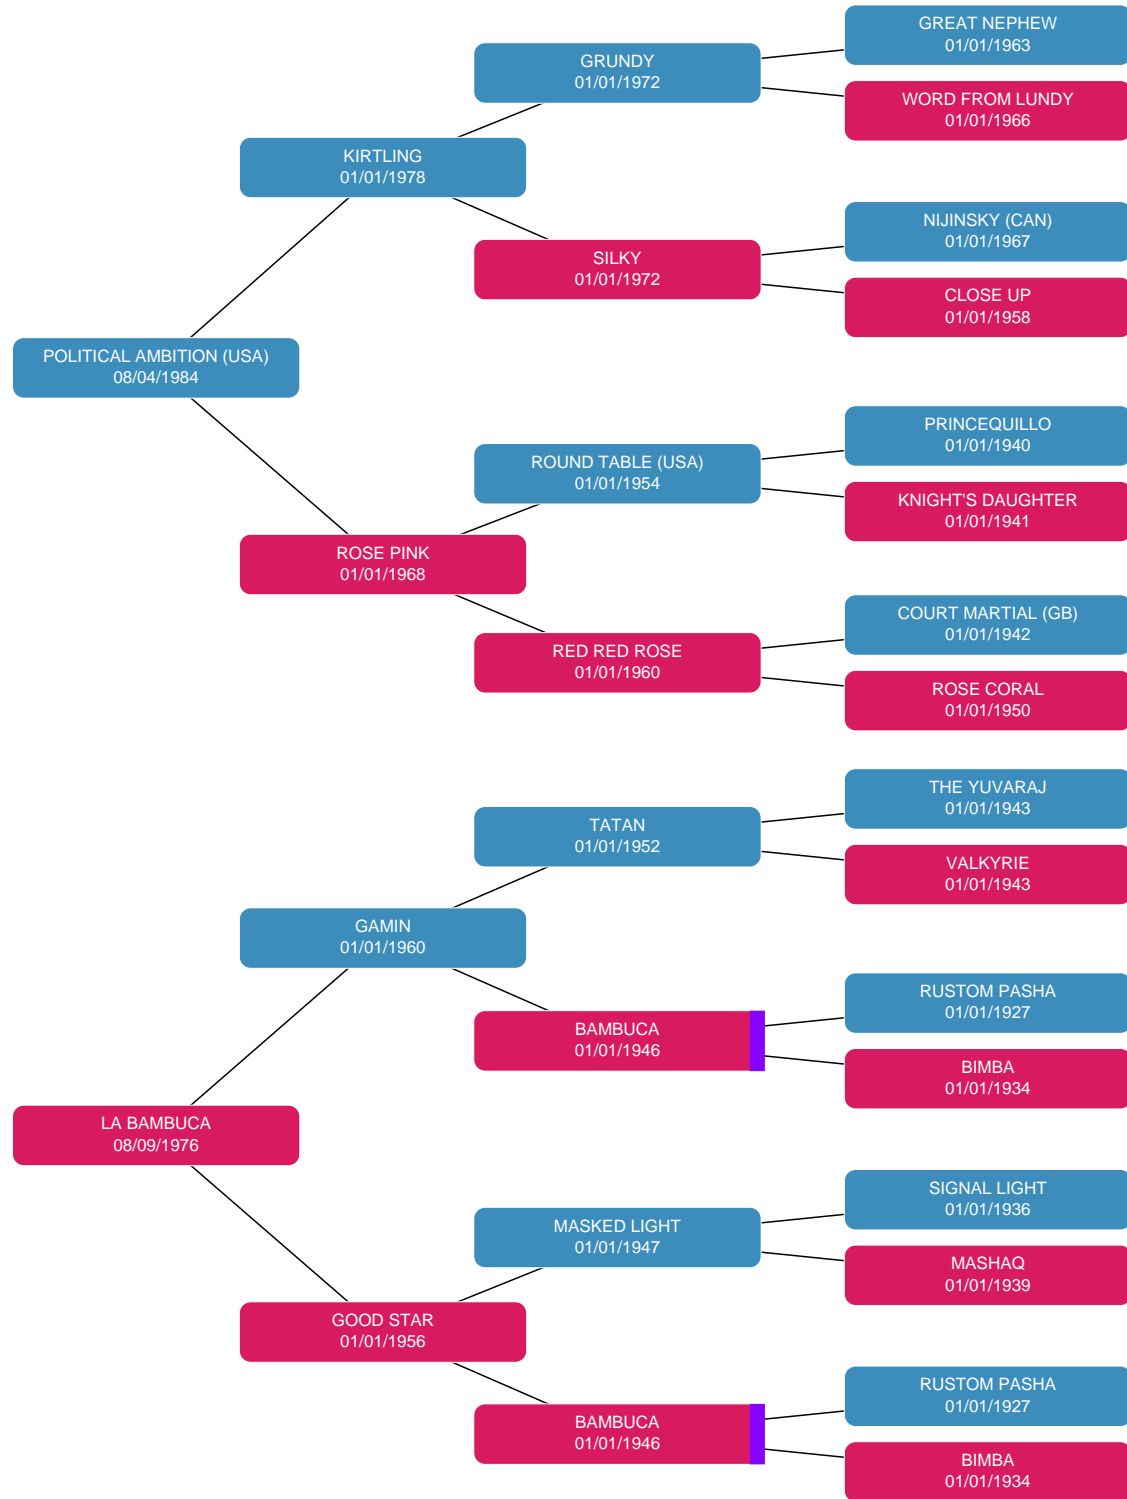 GREAT NEPHEW
01/01/1963
GRUNDY
01/01/1972
WORD FROM LUNDY
01/01/1966
KIRTLING
01/01/1978
NIJINSKY (CAN)
01/01/1967
SILKY
01/01/1972
CLOSE UP
01/01/1958
POLITICAL AMBITION (USA)
08/04/1984
PRINCEQUILLO
01/01/1940
ROUND TABLE (USA)
01/01/1954
KNIGHT'S DAUGHTER
01/01/1941
ROSE PINK
01/01/1968
COURT MARTIAL (GB)
01/01/1942
RED RED ROSE
01/01/1960
ROSE CORAL
01/01/1950
THE YUVARAJ
01/01/1943
TATAN
01/01/1952
VALKYRIE
01/01/1943
GAMIN
01/01/1960
RUSTOM PASHA
01/01/1927
BAMBUCA
01/01/1946
BIMBA
01/01/1934
LA BAMBUCA
08/09/1976
SIGNAL LIGHT
01/01/1936
MASKED LIGHT
01/01/1947
MASHAQ
01/01/1939
GOOD STAR
01/01/1956
RUSTOM PASHA
01/01/1927
BAMBUCA
01/01/1946
BIMBA
01/01/1934